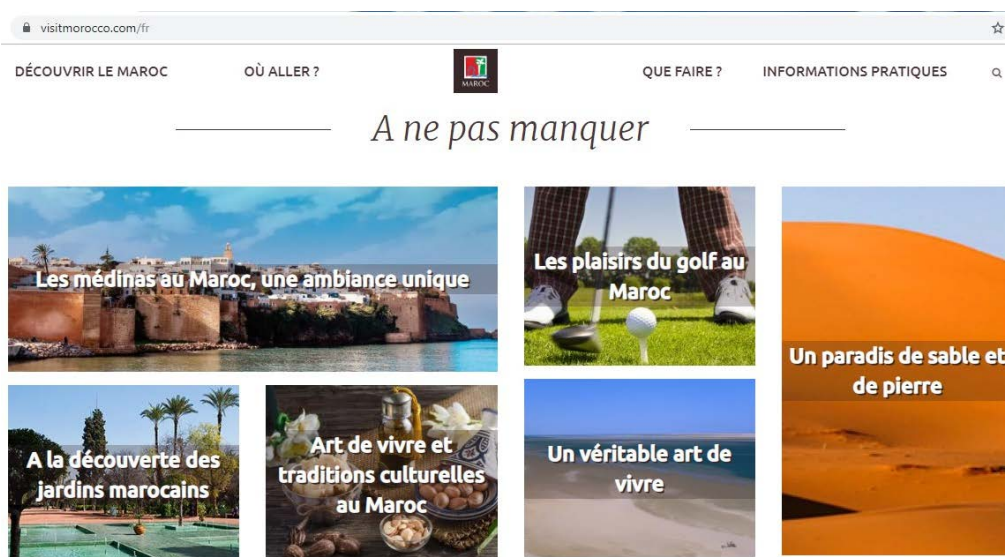 visitmorocco.com/fr
DÉCOUVRIR LE MAROC
OÙ ALLER ?
MAROC
QUE FAIRE ?
INFORMATIONS PRATIQUES
A ne pas manquer
Les médinas au Maroc, une ambiance unique
Les plaisirs du golf au
Maroc
Un paradis de sable et
de pierre
A la découverte des
jardins marocains
Art de vivre et
traditions culturelles
au Maroc
Un véritable art de
vivre